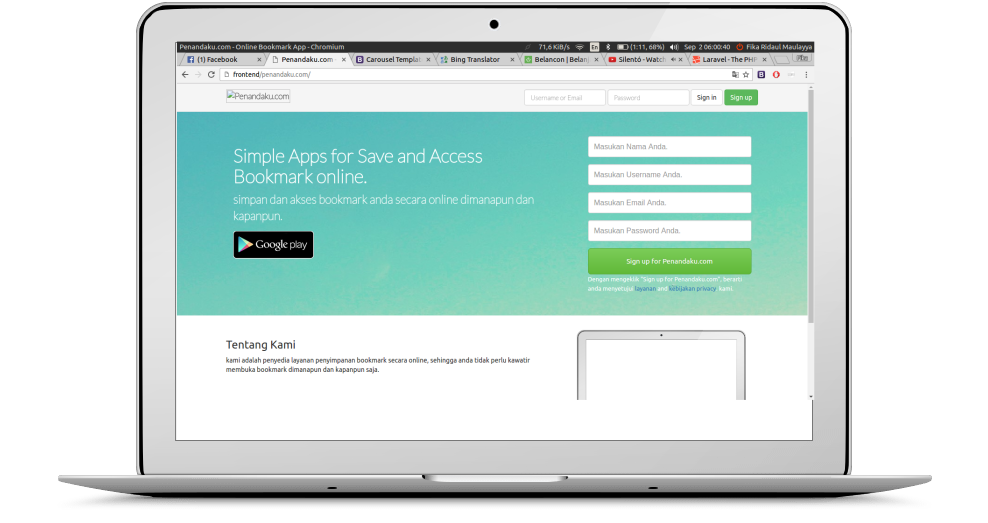 Penandaku.com - Online Bookmark App - Chromium
71,6 KiB/s
En
(1:11, 68%)
Sep 2 06:00:40
Fika Ridaul Maulayya
(1) Facebook
Penandaku.com -
Carousel Templat
Bing Translator
Belancon | Belanj
Silentó - Watch
Laravel - The PHP
frontend/penandaku.com/
Penandaku.com
Username or Email
Password
Sign in
Sign up
Simple Apps for Save and Access
Bookmark online.
simpan dan akses bookmark anda secara online dimanapun dan
kapanpun.
Google play
Masukan Nama Anda.
Masukan Username Anda.
Masukan Email Anda.
Masukan Password Anda.
Sign up for Penandaku.com
Dengan mengeklik "Sign up for Penandaku.com", berarti
anda menyetujui layanan and kebijakan privacy kami.
Tentang Kami
kami adalah penyedia layanan penyimpanan bookmark secara online, sehingga anda tidak perlu kawatir
membuka bookmark dimanapun dan kapanpun saja.